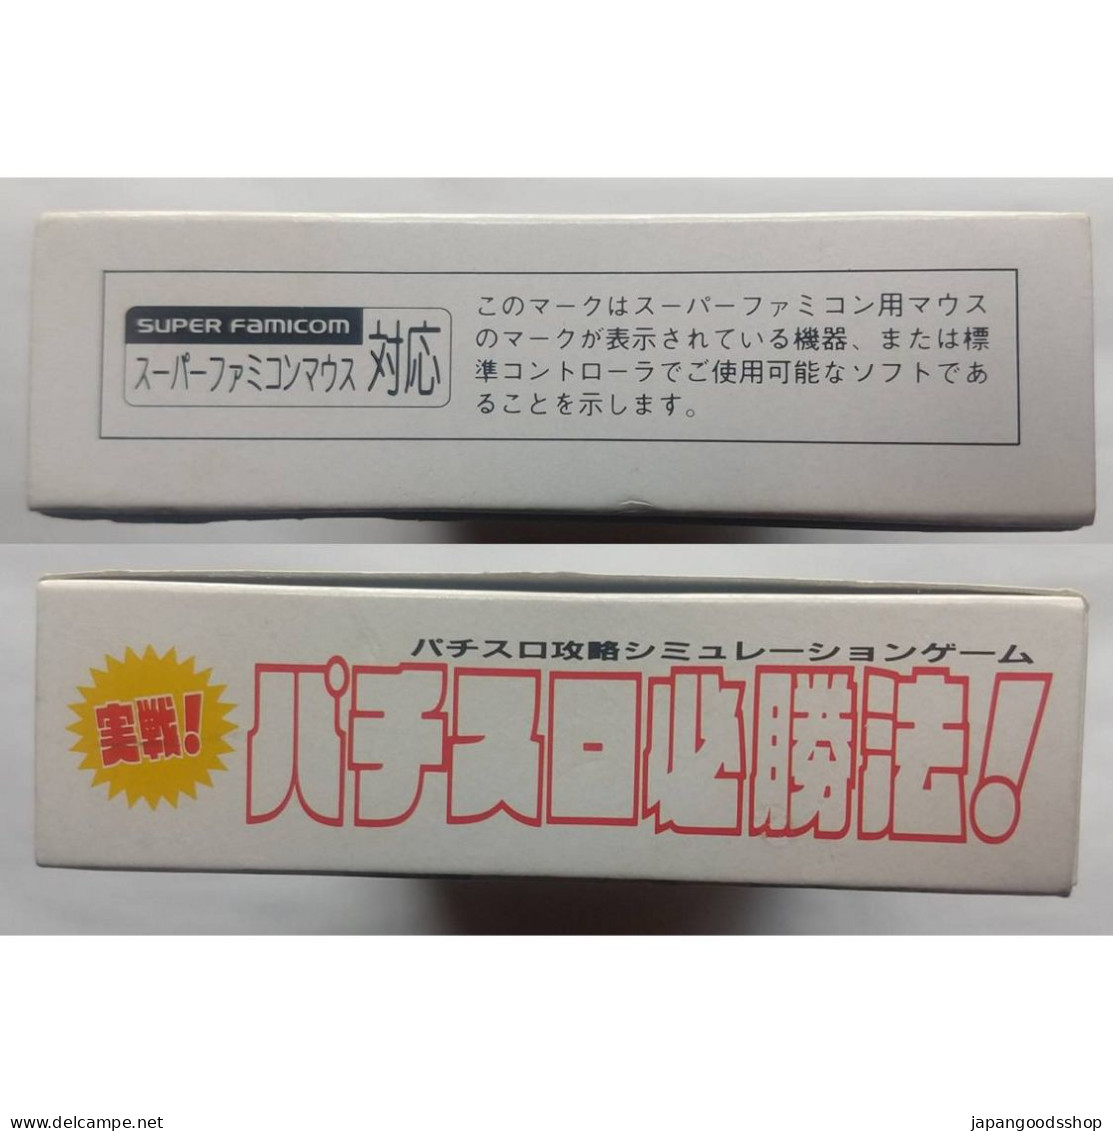 SUPER FAMICOM
スーパーファミコンマウス 対応
このマークはスーパーファミコン用マウス
のマークが表示されている機器、または標
準コントローラでご使用可能なソフトであ
ることを示します。
パチスロ攻略シミュレーションゲーム
実戦!
パチスロ必勝法!
www.delcampe.net
japangoodsshop